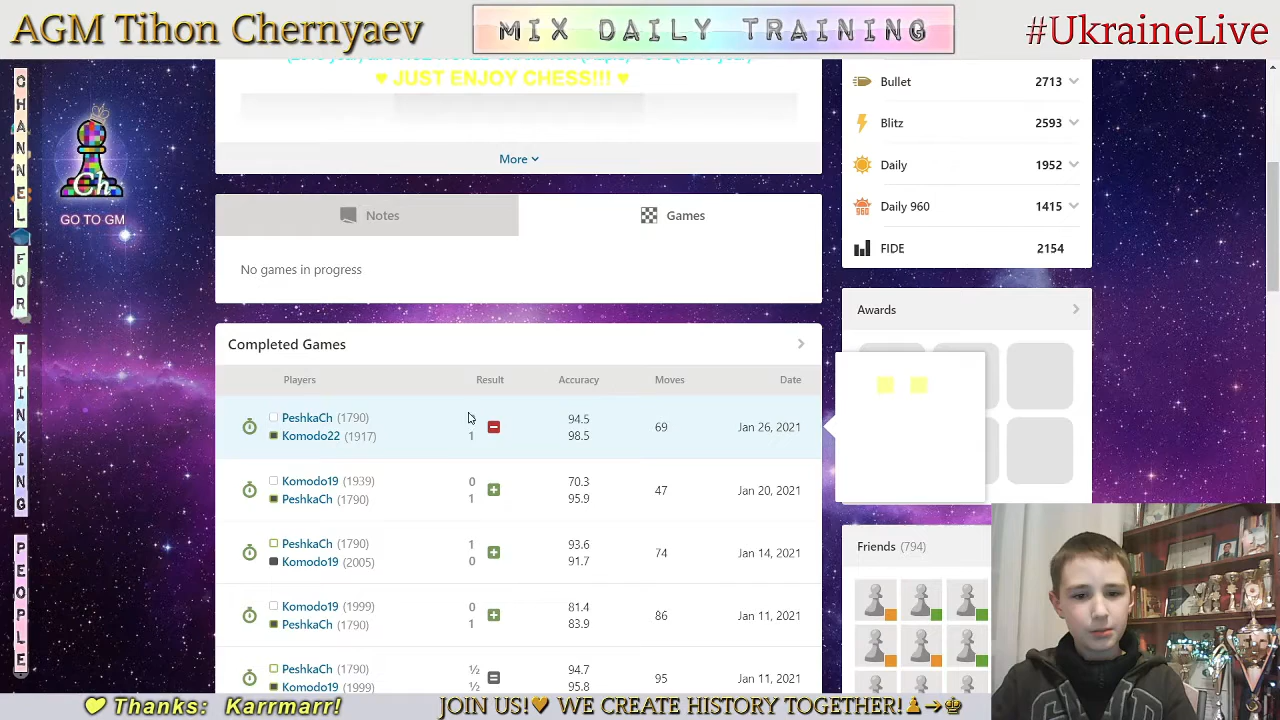 AGM Tihon Chernyaev
MIX DAILY TRAINING
#UkraineLive
♥ JUST ENJOY CHESS!!! ♥
More
Notes
Games
No games in progress
Completed Games
Players Result Accuracy Moves Date
PeshkaCh (1790) 94.5
Komodo22 (1917) 1 98.5
69 Jan 26, 2021
Komodo19 (1939) 0 70.3
PeshkaCh (1790) 1 95.9
47 Jan 20, 2021
PeshkaCh (1790) 1 93.6
Komodo19 (2005) 0 91.7
74 Jan 14, 2021
Komodo19 (1999) 0 81.4
PeshkaCh (1790) 1 83.9
86 Jan 11, 2021
PeshkaCh (1790) ½ 94.7
Komodo19 (1999) ½ 95.8
95 Jan 11, 2021
Bullet 2713
Blitz 2593
Daily 1952
Daily 960 1415
FIDE 2154
Awards
Friends (794)
CHANNEL FOR THINKING PEOPLE
Ch
GO TO GM
Thanks: Karrmarr!
JOIN US!♥ WE CREATE HISTORY TOGETHER!♙→♔